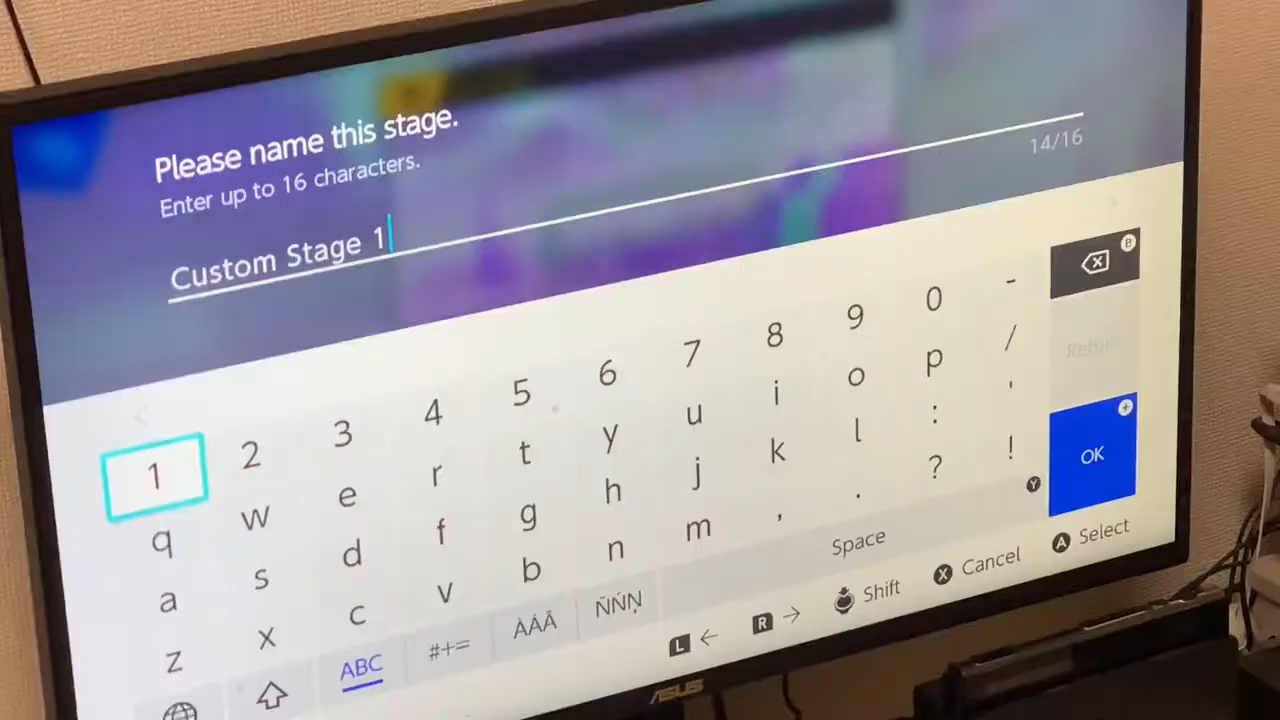 Please name this stage.
Enter up to 16 characters.
14/16
Custom Stage 1
1 2 3 4 5 6 7 8 9 0 -
q w e r t y u i o p /
a s d f g h j k l : '
z x c v b n m , . ? !
Return
OK
ABC #+= ÀÁÂ ÑŃŅ Space
L ← R → Shift X Cancel A Select
B
+
Y
ASUS